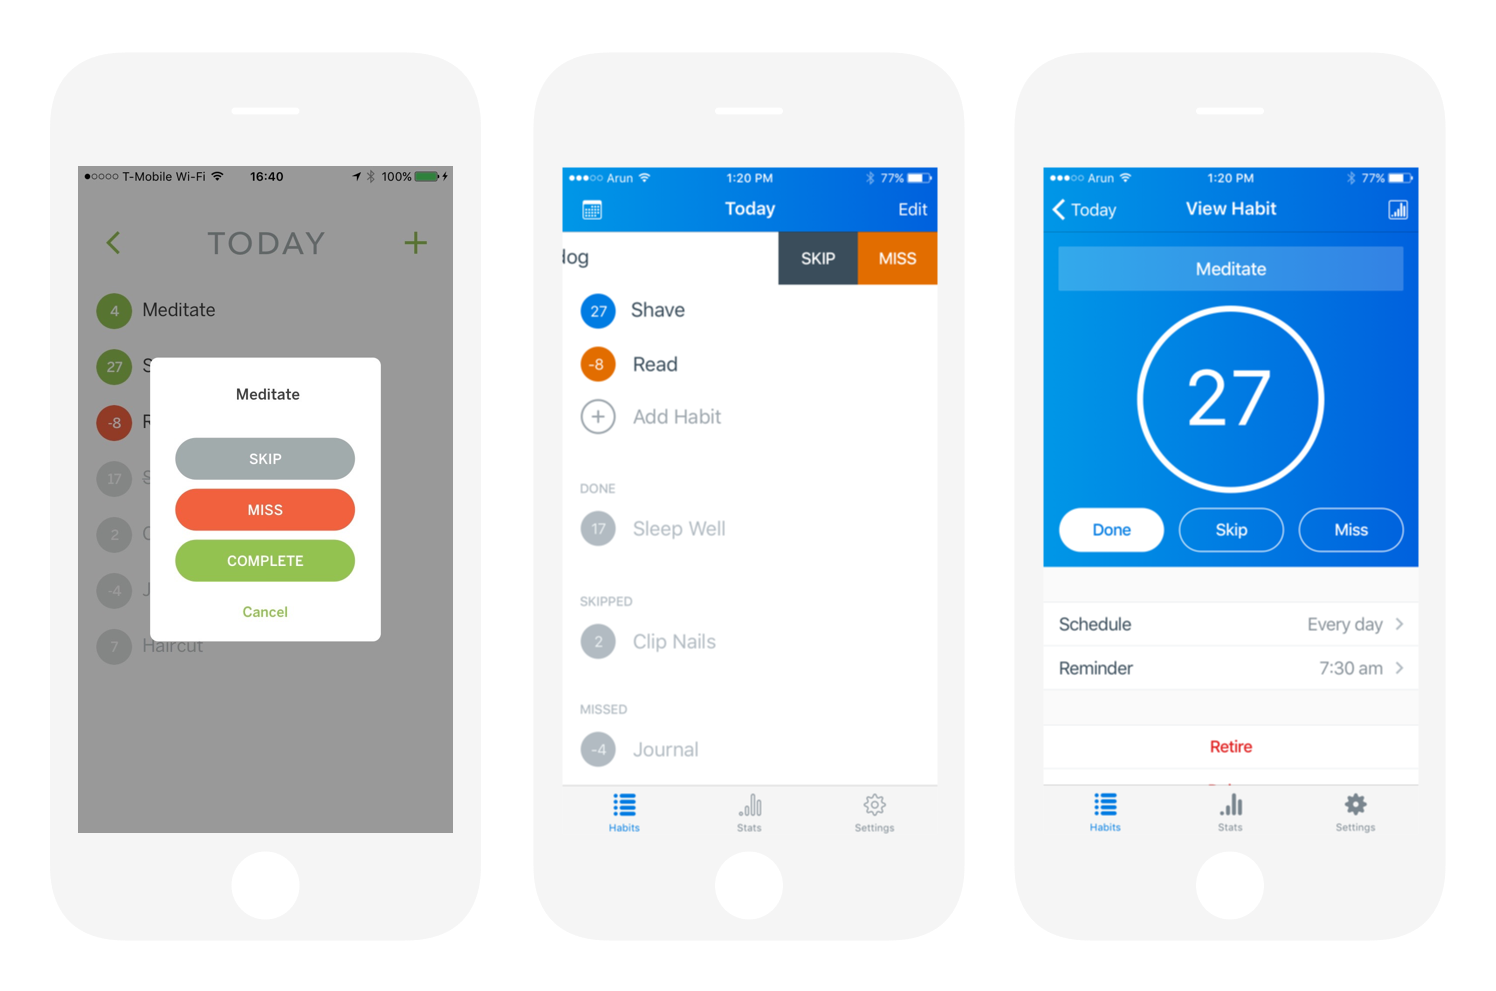 T-Mobile Wi-Fi 16:40 100%
TODAY
4 Meditate
27 S
-8 R
17 S
2 C
-4 J
7 Haircut
Meditate
SKIP
MISS
COMPLETE
Cancel
Arun 1:20 PM 77%
Today Edit
dog SKIP MISS
27 Shave
-8 Read
Add Habit
DONE
17 Sleep Well
SKIPPED
2 Clip Nails
MISSED
-4 Journal
Habits Stats Settings
Arun 1:20 PM 77%
Today View Habit
Meditate
27
Done Skip Miss
Schedule Every day
Reminder 7:30 am
Retire
Habits Stats Settings